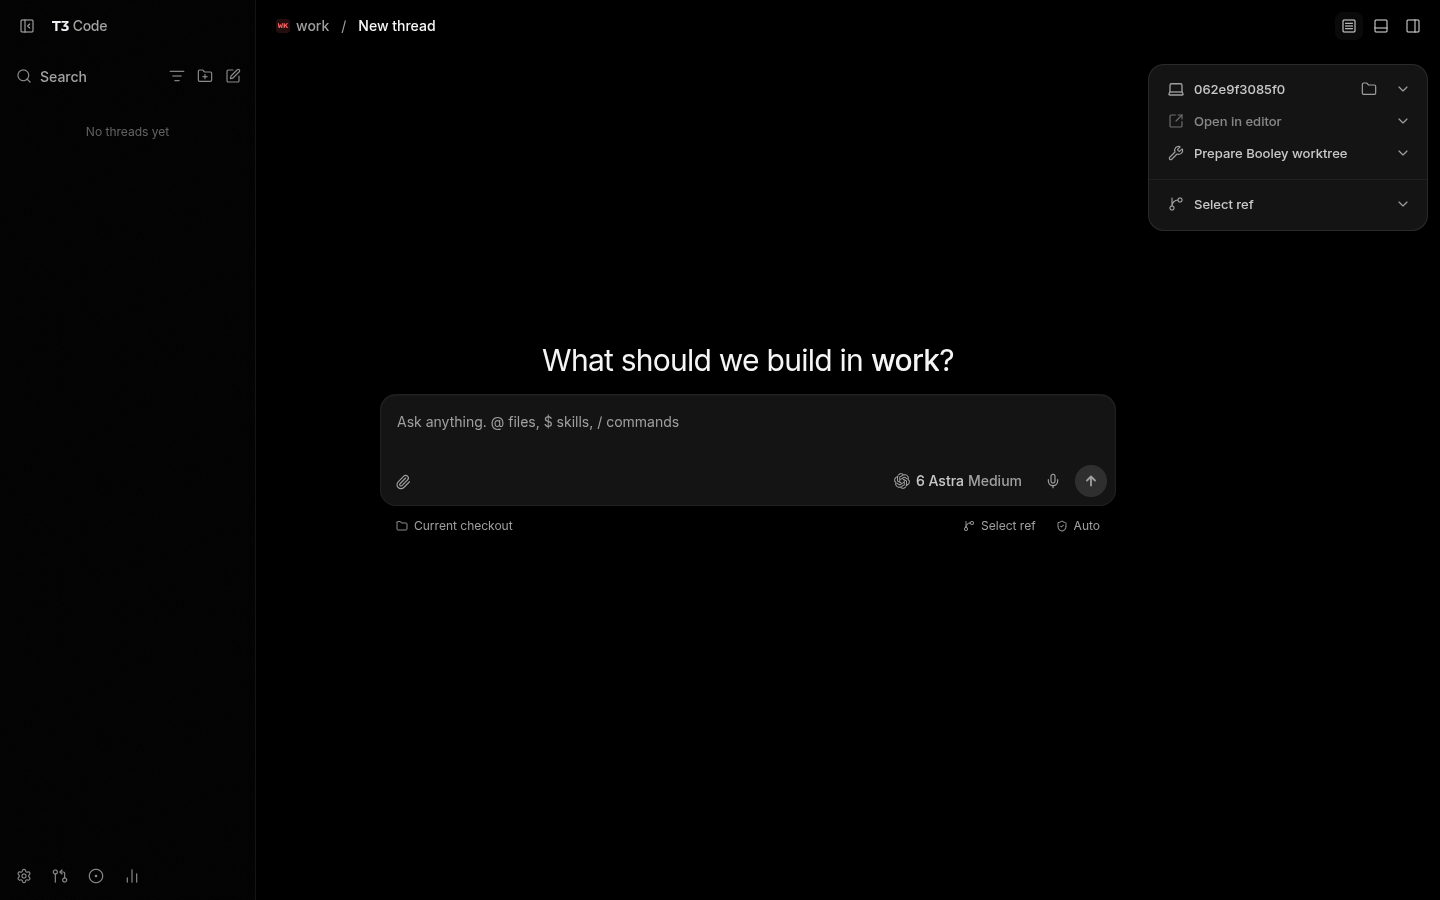 T3 Code
WK work / New thread
Search
No threads yet
062e9f3085f0
Open in editor
Prepare Booley worktree
Select ref
What should we build in work?
Ask anything. @ files, $ skills, / commands
6 Astra Medium
Current checkout
Select ref
Auto